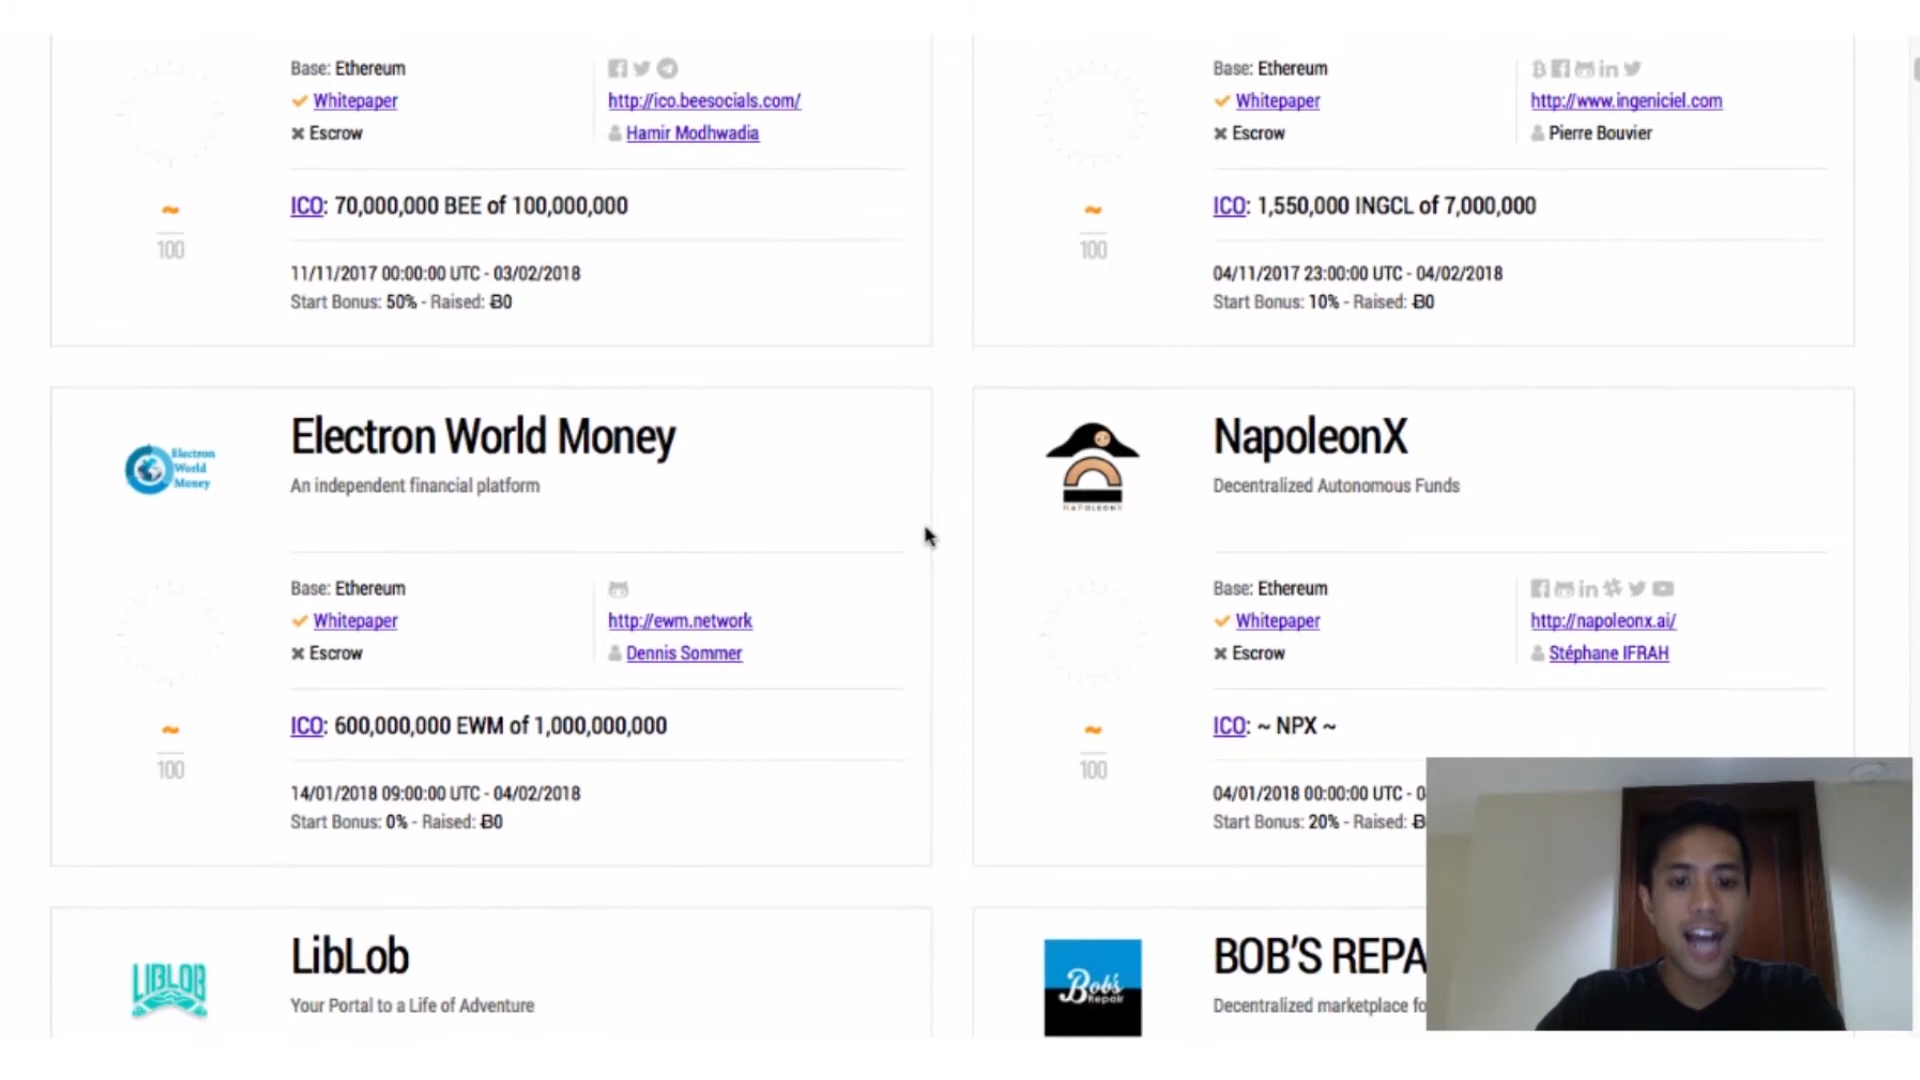 Base: Ethereum
Whitepaper
http://ico.beesocials.com/
Escrow
Hamir Modhwadia
~
100
ICO: 70,000,000 BEE of 100,000,000
11/11/2017 00:00:00 UTC - 03/02/2018
Start Bonus: 50% - Raised: Ƀ0
Base: Ethereum
Whitepaper
http://www.ingeniciel.com
Escrow
Pierre Bouvier
~
100
ICO: 1,550,000 INGCL of 7,000,000
04/11/2017 23:00:00 UTC - 04/02/2018
Start Bonus: 10% - Raised: Ƀ0
Electron
World
Money
Electron World Money
An independent financial platform
Base: Ethereum
Whitepaper
http://ewm.network
Escrow
Dennis Sommer
~
100
ICO: 600,000,000 EWM of 1,000,000,000
14/01/2018 09:00:00 UTC - 04/02/2018
Start Bonus: 0% - Raised: Ƀ0
NAPOLEONX
NapoleonX
Decentralized Autonomous Funds
Base: Ethereum
Whitepaper
http://napoleonx.ai/
Escrow
Stéphane IFRAH
~
100
ICO: ~ NPX ~
04/01/2018 00:00:00 UTC - 0
Start Bonus: 20% - Raised: Ƀ
LIBLOB
LibLob
Your Portal to a Life of Adventure
Bob's
Repair
BOB'S REPA
Decentralized marketplace fo